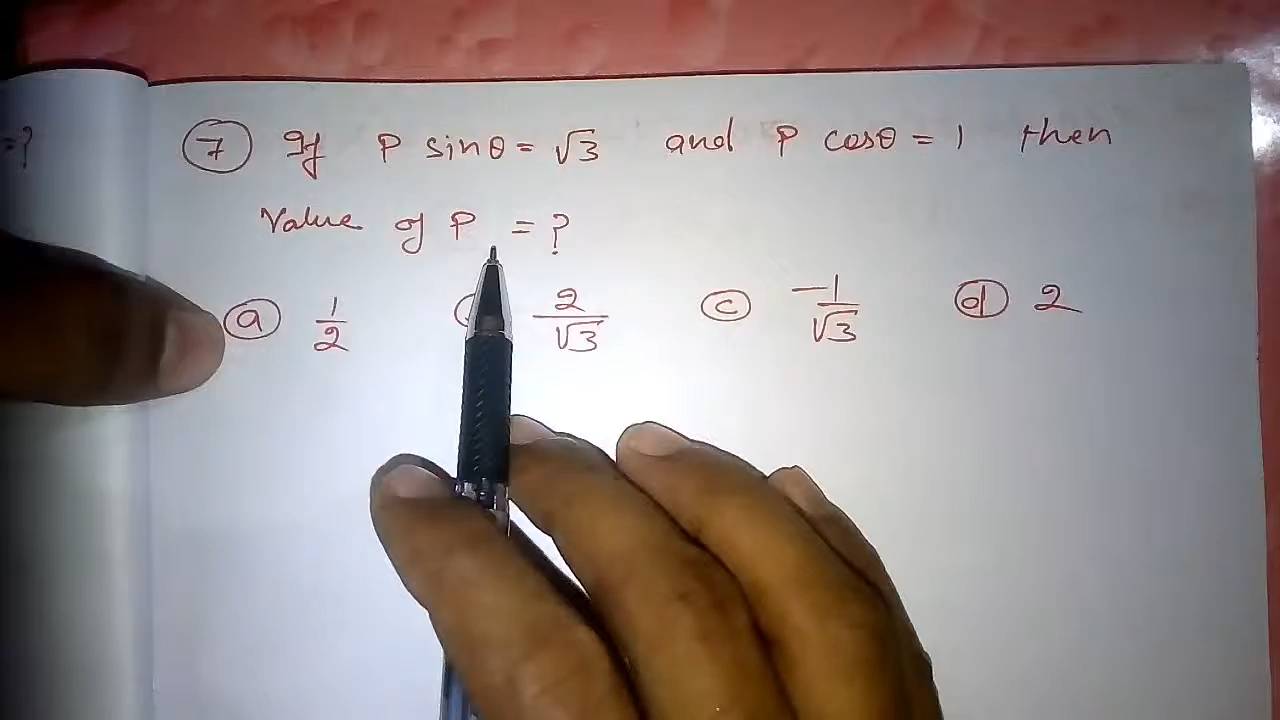 =?
⑦ If P sinθ = √3 and P cosθ = 1 then
Value of P = ?
ⓐ 1/2 2/√3 ⓒ -1/√3 ⓓ 2